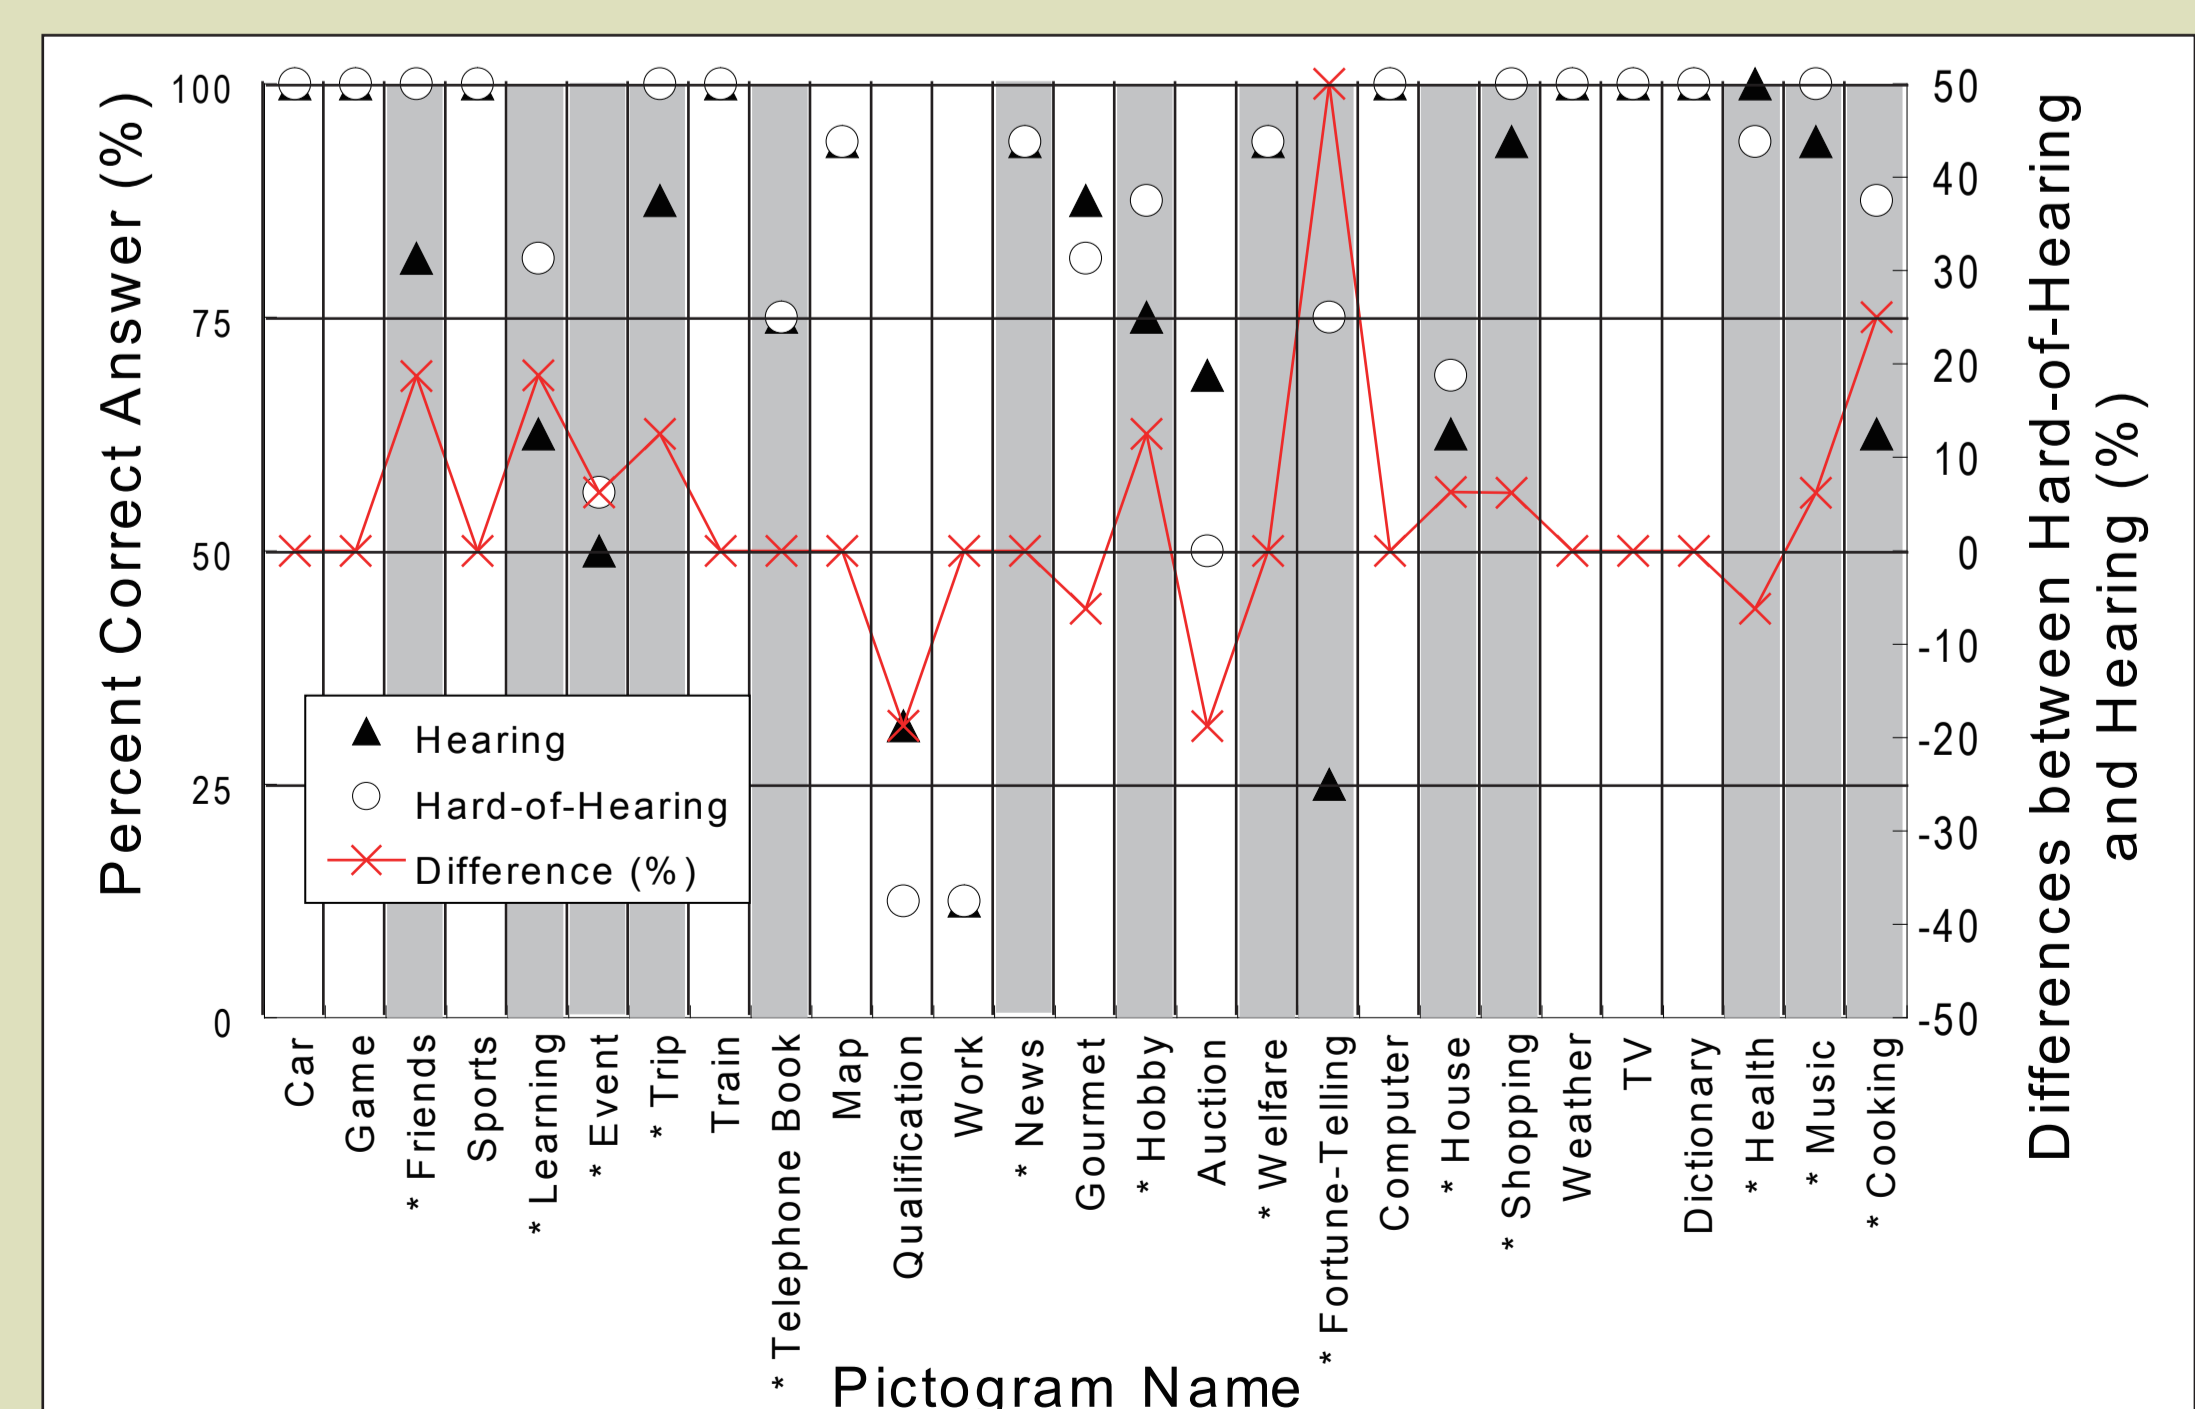 Percent Correct Answer (%)
100
75
50
25
0
Hearing
Hard-of-Hearing
Difference (%)
50
40
30
20
10
0
-10
-20
-30
-40
-50
Differences between Hard-of-Hearing
and Hearing (%)
Car
Game
* Friends
Sports
* Learning
* Event
* Trip
Train
* Telephone Book
Map
Qualification
Work
* News
Gourmet
* Hobby
Auction
* Welfare
* Fortune-Telling
Computer
* House
* Shopping
Weather
TV
Dictionary
* Health
* Music
* Cooking
Pictogram Name